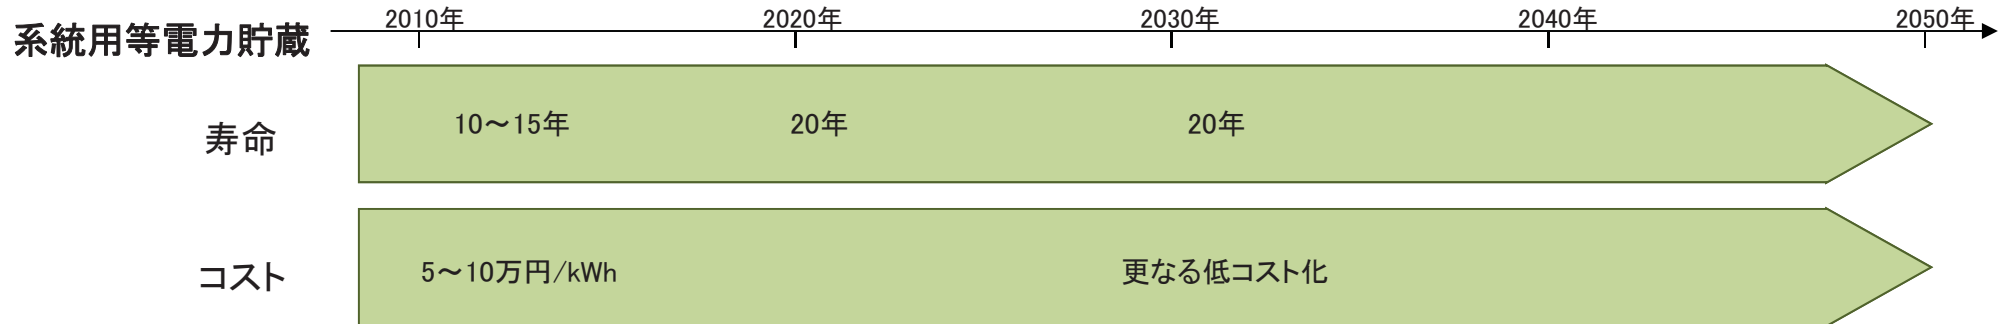 2010年 2020年 2030年 2040年 2050年
系統用等電力貯蔵
寿命 10～15年 20年 20年
コスト 5～10万円/kWh 更なる低コスト化